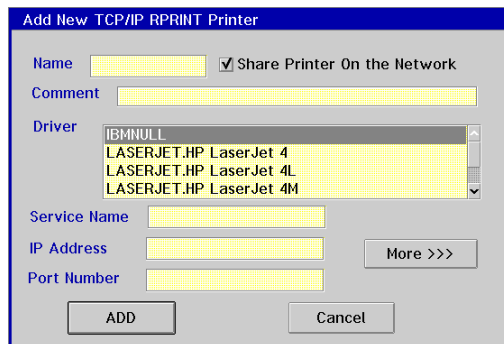 Add New TCP/IP RPRINT Printer
Name
Share Printer On the Network
Comment
Driver
IBMNULL
LASERJET.HP LaserJet 4
LASERJET.HP LaserJet 4L
LASERJET.HP LaserJet 4M
Service Name
IP Address
More >>>
Port Number
ADD
Cancel